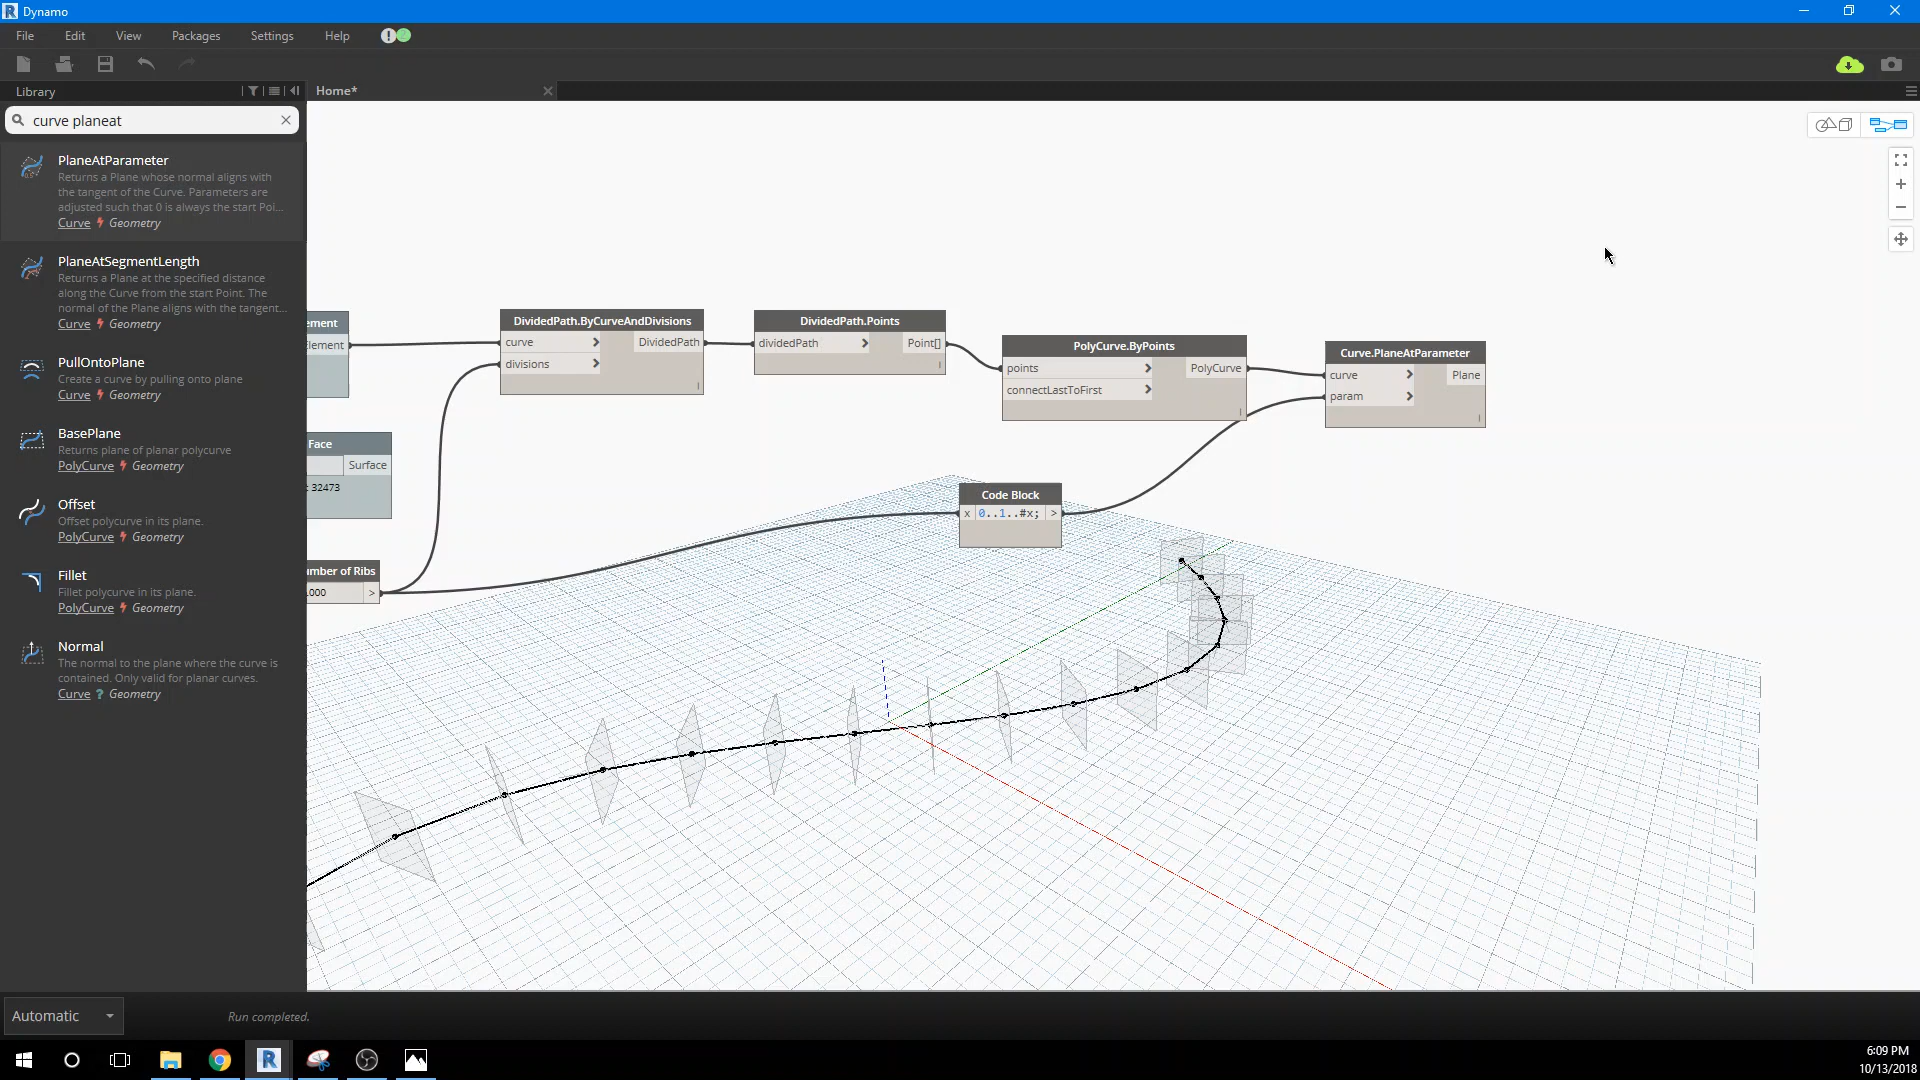 Dynamo
File Edit View Packages Settings Help
Library
Home*
curve planeat
PlaneAtParameter
Returns a Plane whose normal aligns with
the tangent of the Curve. Parameters are
adjusted such that 0 is always the start Poi...
Curve Geometry
PlaneAtSegmentLength
Returns a Plane at the specified distance
along the Curve from the start Point. The
normal of the Plane aligns with the tangent...
Curve Geometry
PullOntoPlane
Create a curve by pulling onto plane
Curve Geometry
BasePlane
Returns plane of planar polycurve
PolyCurve Geometry
Offset
Offset polycurve in its plane.
PolyCurve Geometry
Fillet
Fillet polycurve in its plane.
PolyCurve Geometry
Normal
The normal to the plane where the curve is
contained. Only valid for planar curves.
Curve ? Geometry
ement
Element
Face
Surface
: 32473
umber of Ribs
.000 >
DividedPath.ByCurveAndDivisions
curve > DividedPath
divisions >
DividedPath.Points
dividedPath > Point[]
PolyCurve.ByPoints
points > PolyCurve
connectLastToFirst >
Curve.PlaneAtParameter
curve > Plane
param >
Code Block
x 0..1..#x; >
Automatic
Run completed.
6:09 PM
10/13/2018